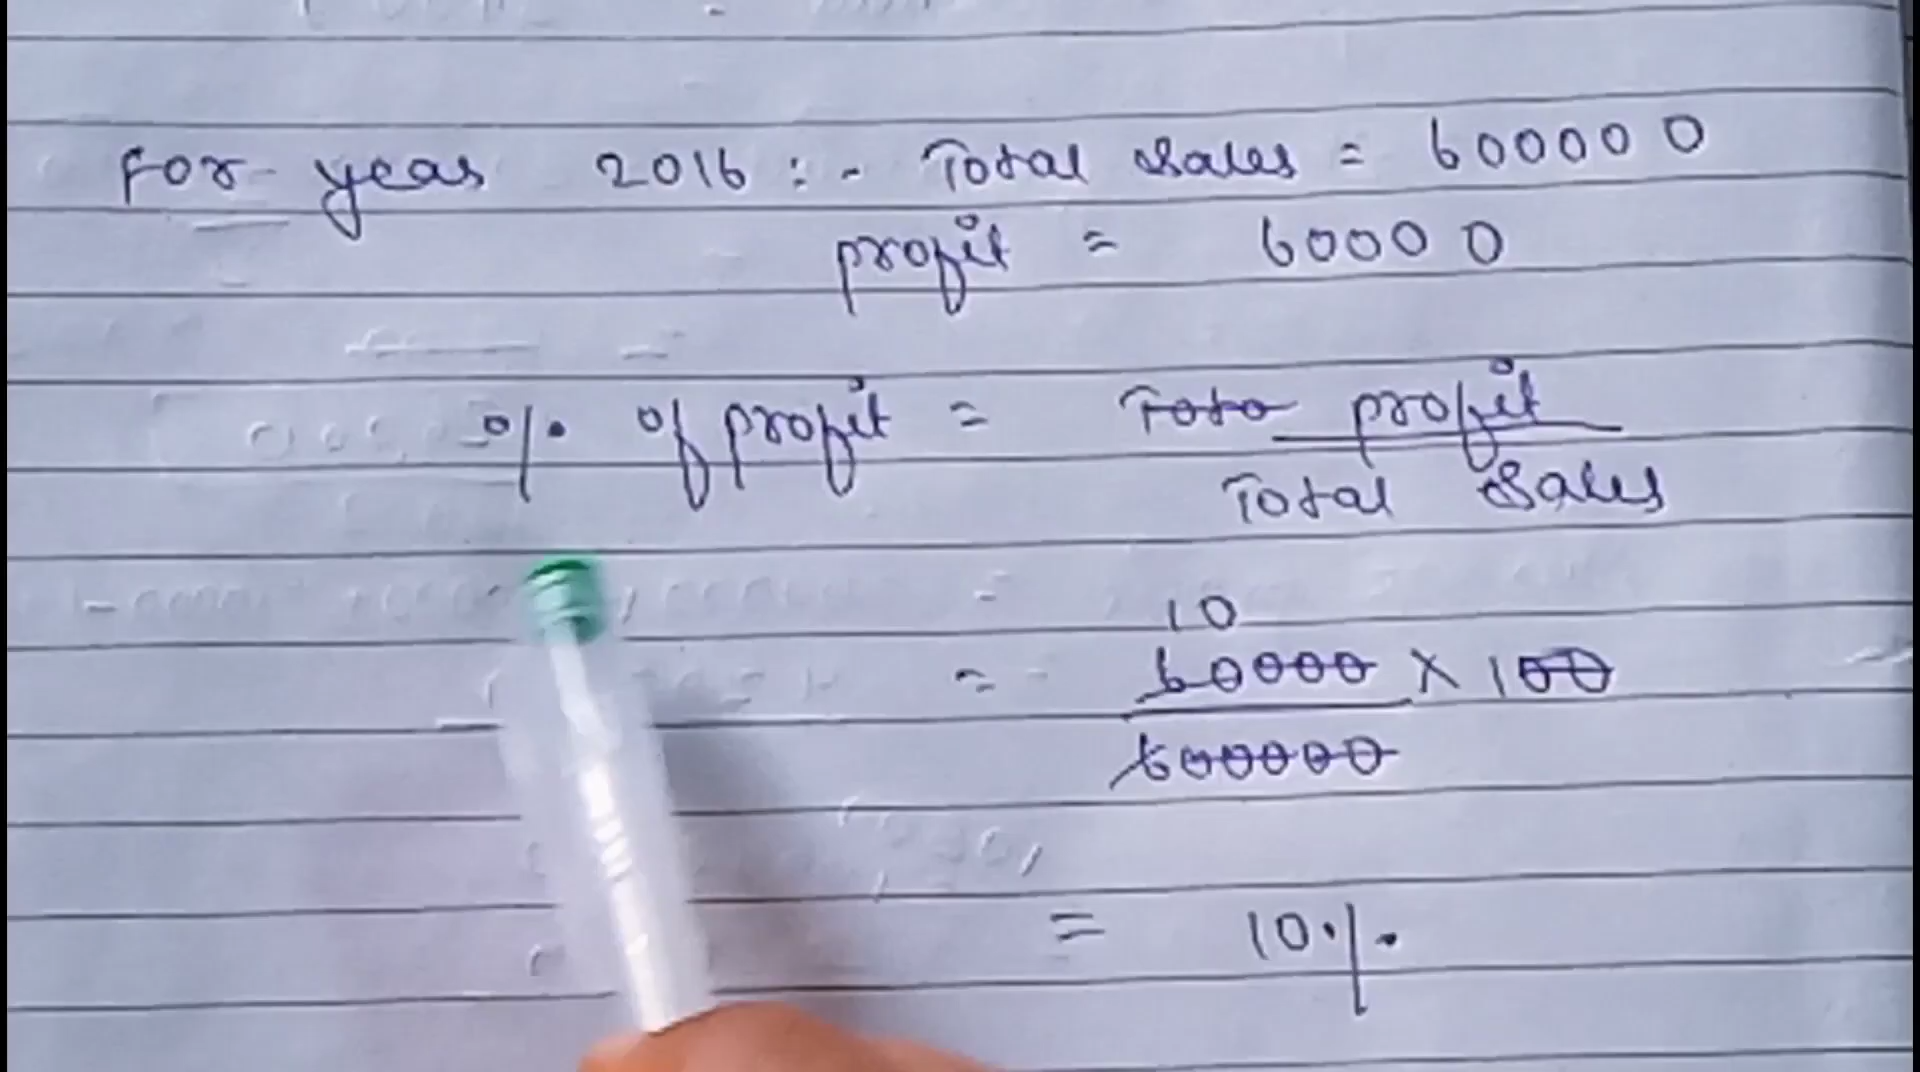 For year 2016 :- Total Sales = 600000
profit = 60000
% of profit = Toto profit
Total Sales
10
= 60000 X 100
600000
= 10%